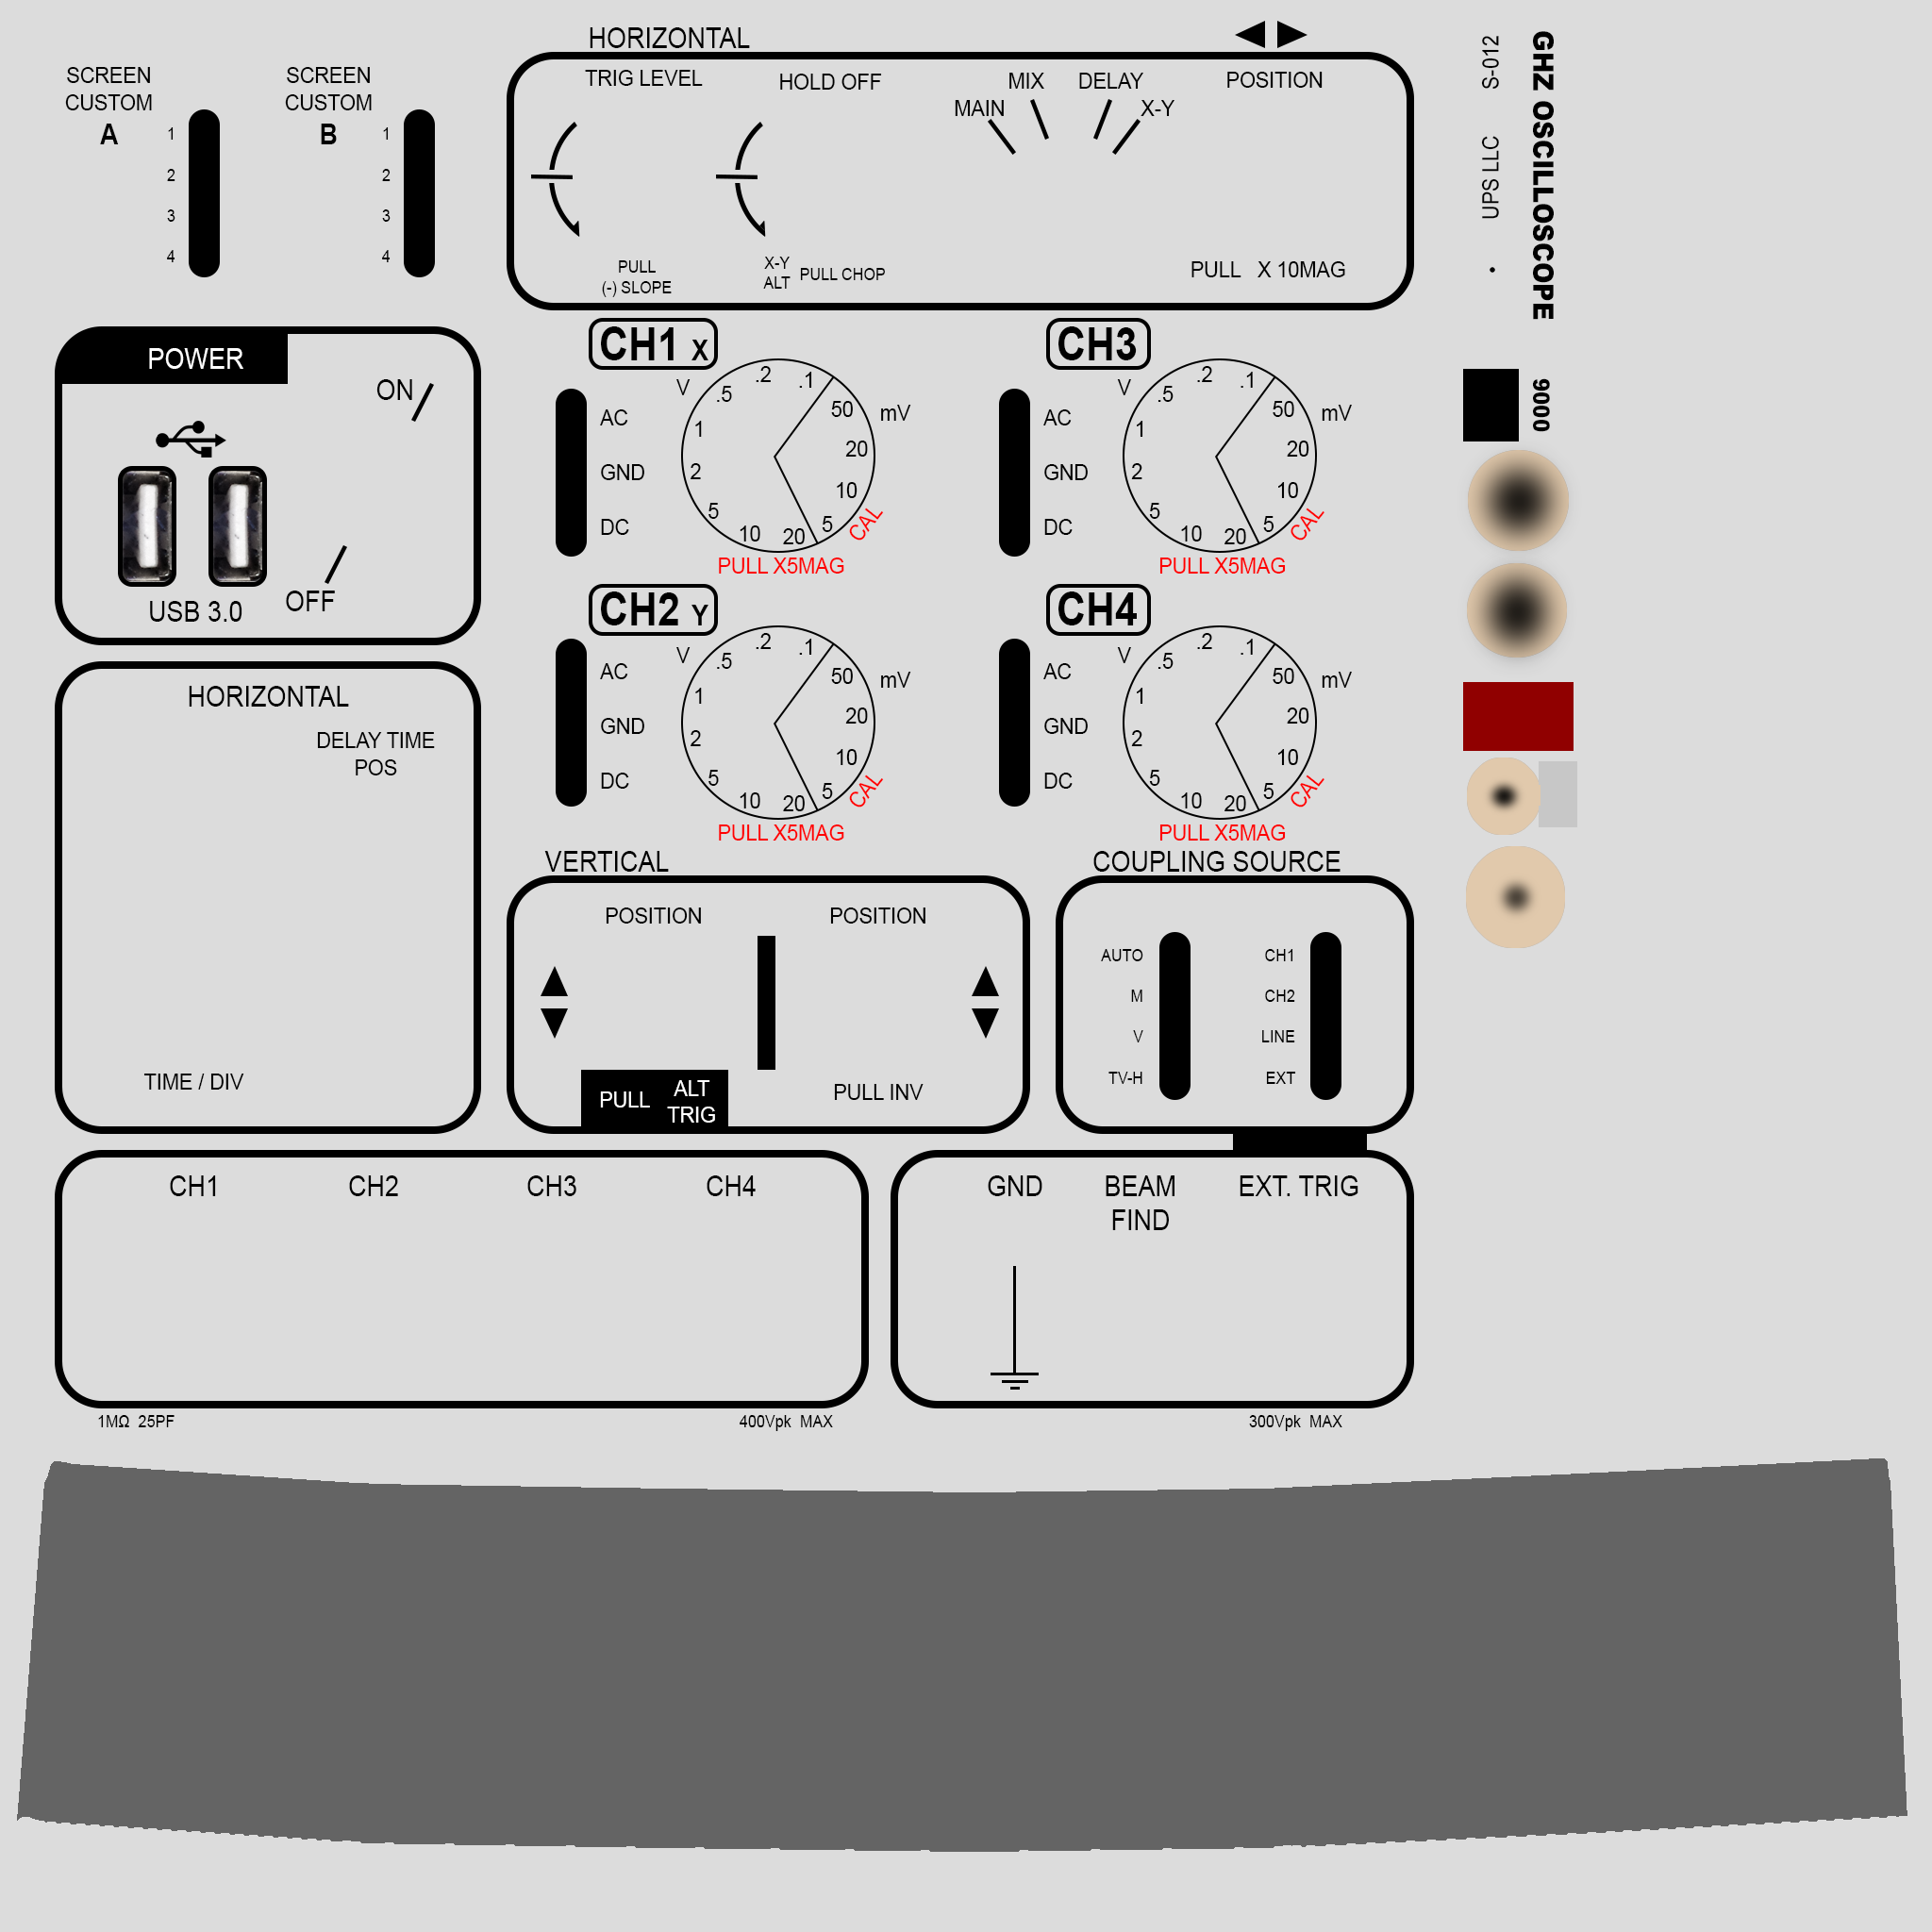 SCREEN
CUSTOM
A
1
2
3
4
SCREEN
CUSTOM
B
1
2
3
4
HORIZONTAL
TRIG LEVEL
HOLD OFF
MAIN
MIX
DELAY
X-Y
POSITION
PULL
(-) SLOPE
X-Y
ALT
PULL CHOP
PULL X 10MAG
GHZ OSCILLOSCOPE 9000
• UPS LLC S-012
POWER
ON
OFF
USB 3.0
CH1 X
AC
GND
DC
V
.5
.2
.1
50
mV
1
20
2
10
5
10
20
5
CAL
PULL X5MAG
CH3
AC
GND
DC
V
.5
.2
.1
50
mV
1
20
2
10
5
10
20
5
CAL
PULL X5MAG
CH2 Y
AC
GND
DC
V
.5
.2
.1
50
mV
1
20
2
10
5
10
20
5
CAL
PULL X5MAG
CH4
AC
GND
DC
V
.5
.2
.1
50
mV
1
20
2
10
5
10
20
5
CAL
PULL X5MAG
HORIZONTAL
DELAY TIME
POS
TIME / DIV
VERTICAL
POSITION
POSITION
PULL
ALT
TRIG
PULL INV
COUPLING SOURCE
AUTO
M
V
TV-H
CH1
CH2
LINE
EXT
CH1
CH2
CH3
CH4
GND
BEAM
FIND
EXT. TRIG
1MΩ 25PF
400Vpk MAX
300Vpk MAX